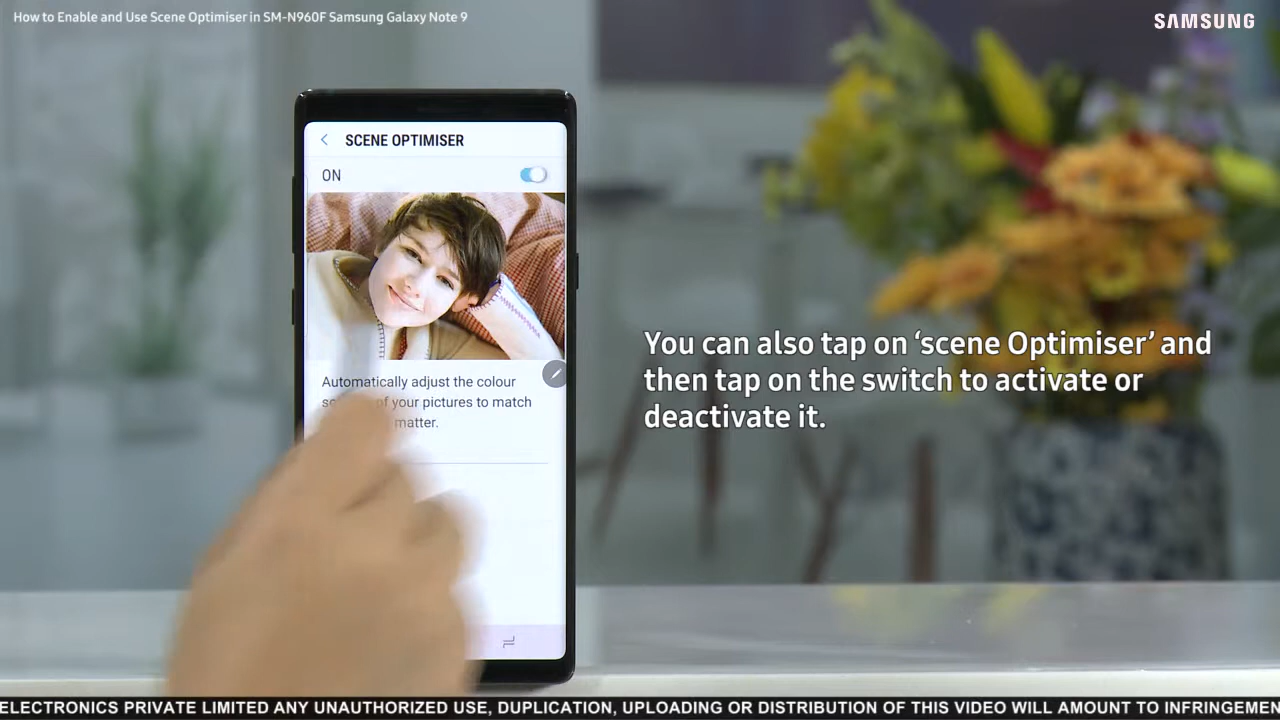 How to Enable and Use Scene Optimiser in SM-N960F Samsung Galaxy Note 9
SAMSUNG
SCENE OPTIMISER
ON
Automatically adjust the colour
of your pictures to match
matter.
You can also tap on ‘scene Optimiser’ and
then tap on the switch to activate or
deactivate it.
ELECTRONICS PRIVATE LIMITED ANY UNAUTHORIZED USE, DUPLICATION, UPLOADING OR DISTRIBUTION OF THIS VIDEO WILL AMOUNT TO